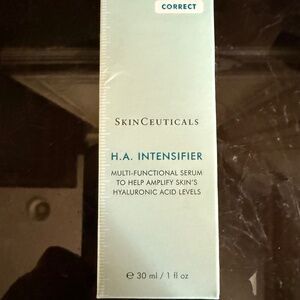 CORRECT
SKINCEUTICALS
H.A. INTENSIFIER
MULTI-FUNCTIONAL SERUM
TO HELP AMPLIFY SKIN'S
HYALURONIC ACID LEVELS
℮ 30 ml / 1 fl oz